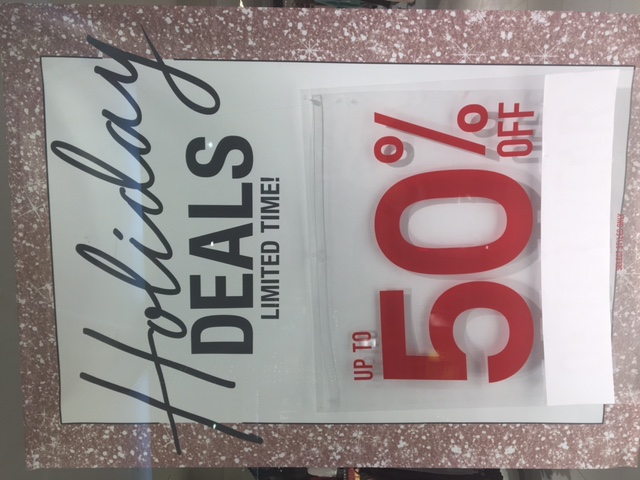 Holiday
DEALS
LIMITED TIME!
UP TO
50% OFF